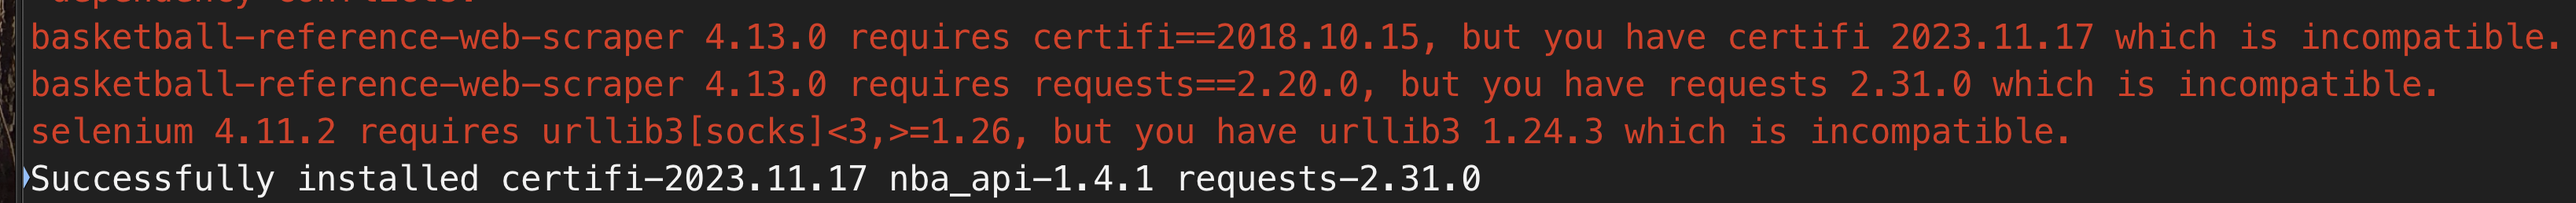 dependency conflicts.
basketball-reference-web-scraper 4.13.0 requires certifi==2018.10.15, but you have certifi 2023.11.17 which is incompatible.
basketball-reference-web-scraper 4.13.0 requires requests==2.20.0, but you have requests 2.31.0 which is incompatible.
selenium 4.11.2 requires urllib3[socks]<3,>=1.26, but you have urllib3 1.24.3 which is incompatible.
Successfully installed certifi-2023.11.17 nba_api-1.4.1 requests-2.31.0